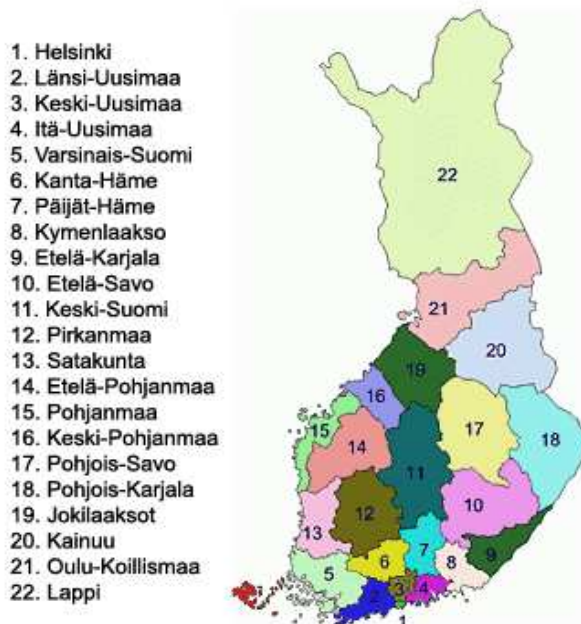 1. Helsinki
2. Länsi-Uusimaa
3. Keski-Uusimaa
4. Itä-Uusimaa
5. Varsinais-Suomi
6. Kanta-Häme
7. Päijät-Häme
8. Kymenlaakso
9. Etelä-Karjala
10. Etelä-Savo
11. Keski-Suomi
12. Pirkanmaa
13. Satakunta
14. Etelä-Pohjanmaa
15. Pohjanmaa
16. Keski-Pohjanmaa
17. Pohjois-Savo
18. Pohjois-Karjala
19. Jokilaaksot
20. Kainuu
21. Oulu-Koillismaa
22. Lappi
22
21
20
19
16
15
14
17
18
11
10
12
13
7
9
6
8
5
4
3
2
1